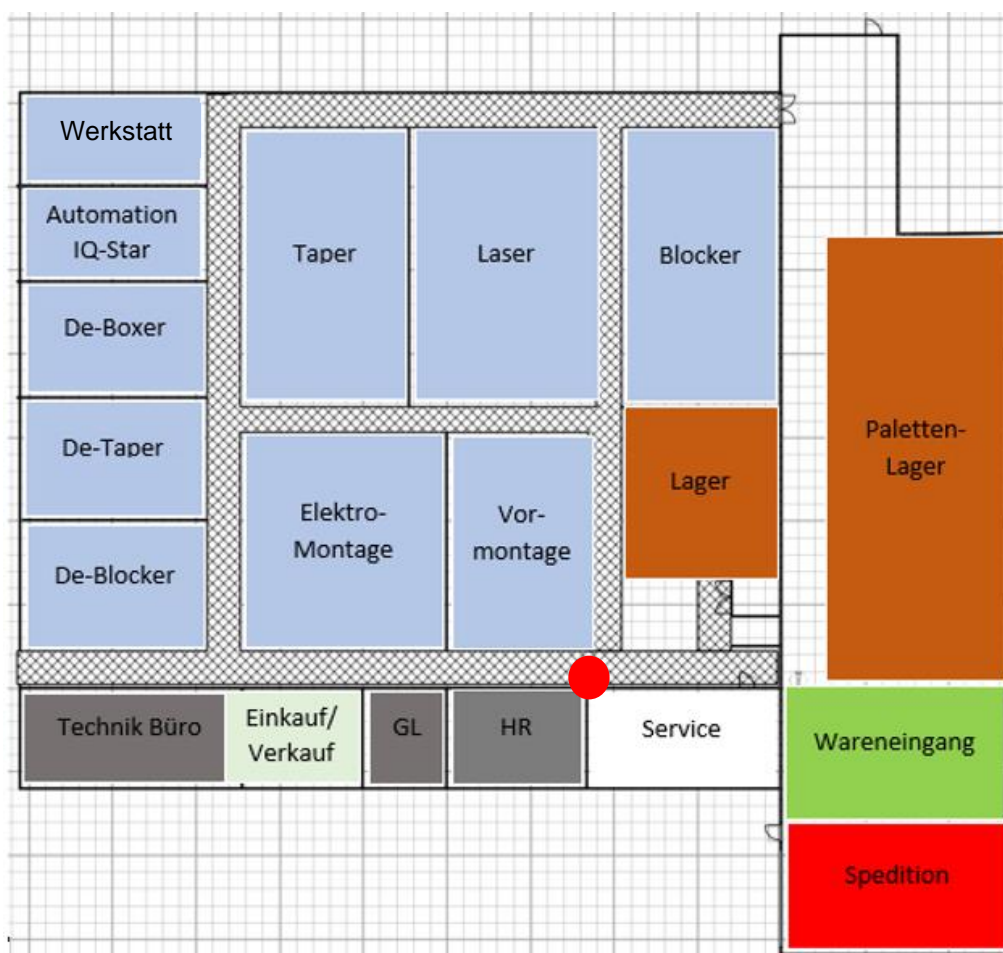 Werkstatt
Automation
IQ-Star
De-Boxer
De-Taper
De-Blocker
Taper
Laser
Blocker
Elektro-
Montage
Vor-
montage
Lager
Paletten-
Lager
Technik Büro
Einkauf/
Verkauf
GL
HR
Service
Wareneingang
Spedition